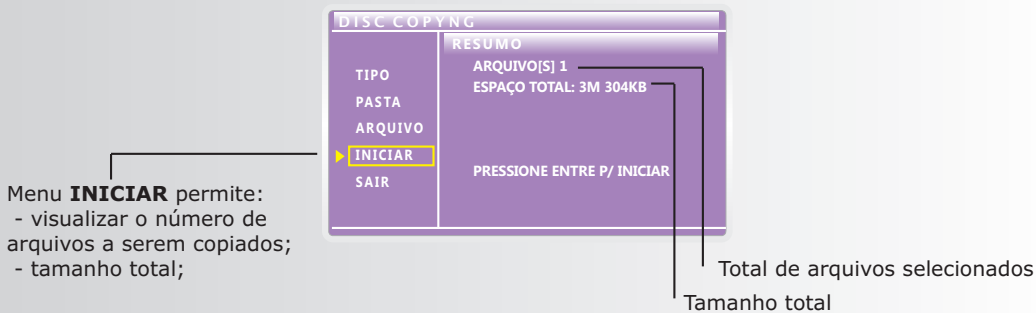 DISC COPYNG
RESUMO
ARQUIVO[S] 1
ESPAÇO TOTAL: 3M 304KB
TIPO
PASTA
ARQUIVO
INICIAR
SAIR
PRESSIONE ENTRE P/ INICIAR
Menu INICIAR permite:
- visualizar o número de
arquivos a serem copiados;
- tamanho total;
Total de arquivos selecionados
Tamanho total